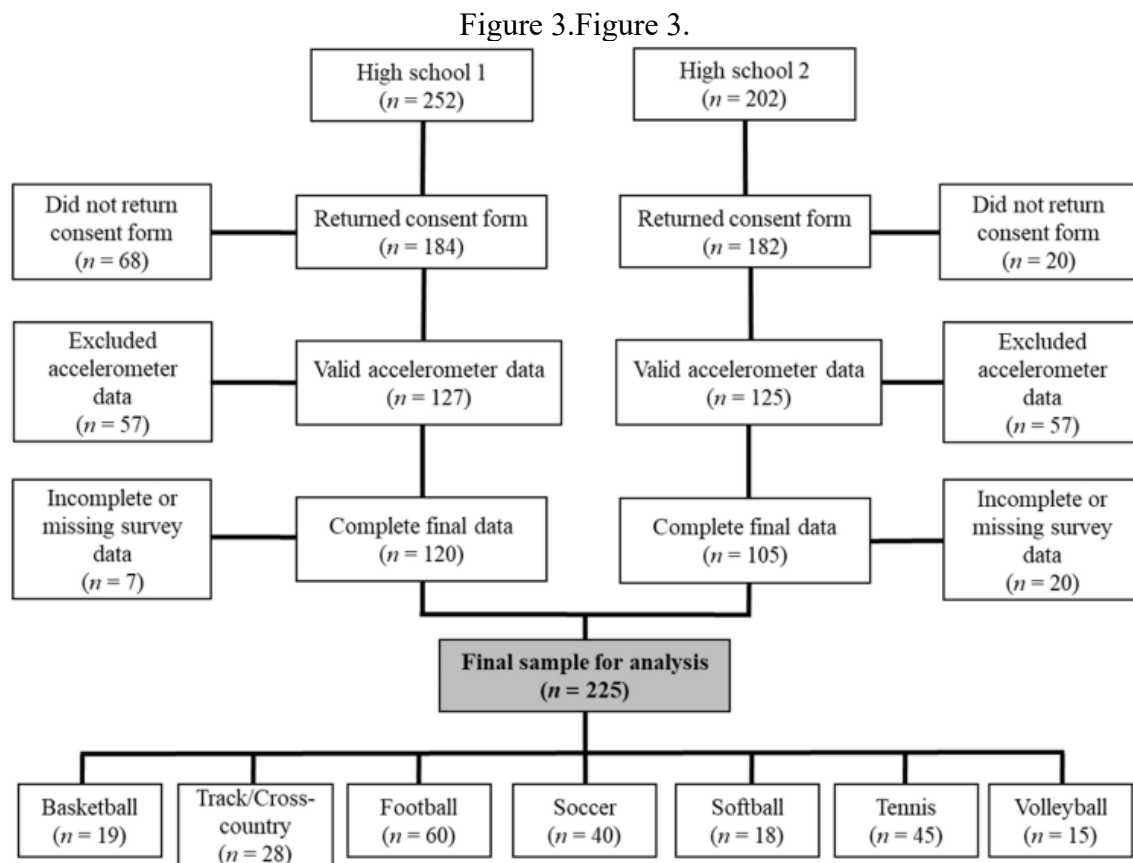 Figure 3.Figure 3.
High school 1
(n = 252)
High school 2
(n = 202)
Did not return
consent form
(n = 68)
Returned consent form
(n = 184)
Returned consent form
(n = 182)
Did not return
consent form
(n = 20)
Excluded
accelerometer
data
(n = 57)
Valid accelerometer data
(n = 127)
Valid accelerometer data
(n = 125)
Excluded
accelerometer
data
(n = 57)
Incomplete or
missing survey
data
(n = 7)
Complete final data
(n = 120)
Complete final data
(n = 105)
Incomplete or
missing survey
data
(n = 20)
Final sample for analysis
(n = 225)
Basketball
(n = 19)
Track/Cross-
country
(n = 28)
Football
(n = 60)
Soccer
(n = 40)
Softball
(n = 18)
Tennis
(n = 45)
Volleyball
(n = 15)